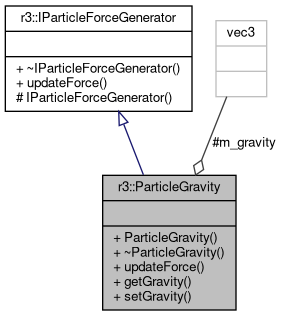 r3::IParticleForceGenerator
+ ~IParticleForceGenerator()
+ updateForce()
# IParticleForceGenerator()
vec3
#m_gravity
r3::ParticleGravity
+ ParticleGravity()
+ ~ParticleGravity()
+ updateForce()
+ getGravity()
+ setGravity()